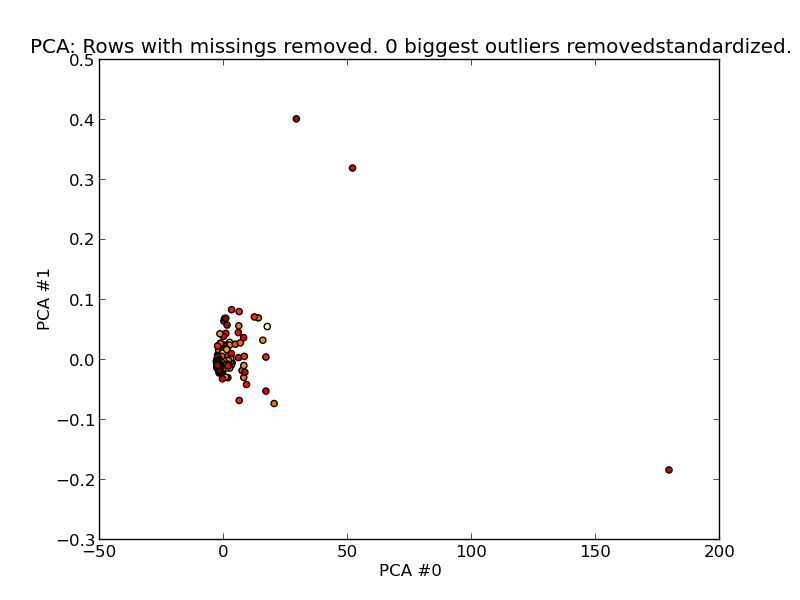 PCA: Rows with missings removed. 0 biggest outliers removedstandardized.
0.5
0.4
0.3
0.2
0.1
0.0
−0.1
−0.2
−0.3
PCA #1
−50 0 50 100 150 200
PCA #0